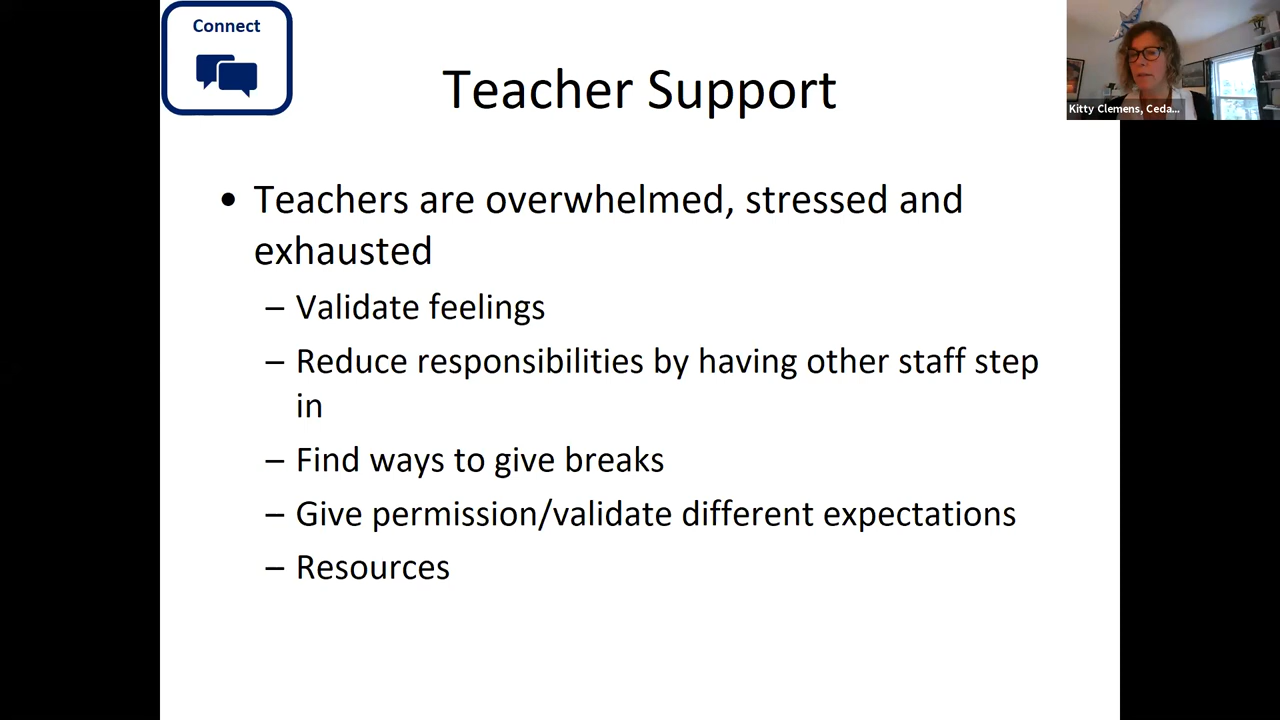 Connect
Teacher Support
Kitty Clemens, Ceda...
• Teachers are overwhelmed, stressed and
exhausted
– Validate feelings
– Reduce responsibilities by having other staff step
in
– Find ways to give breaks
– Give permission/validate different expectations
– Resources